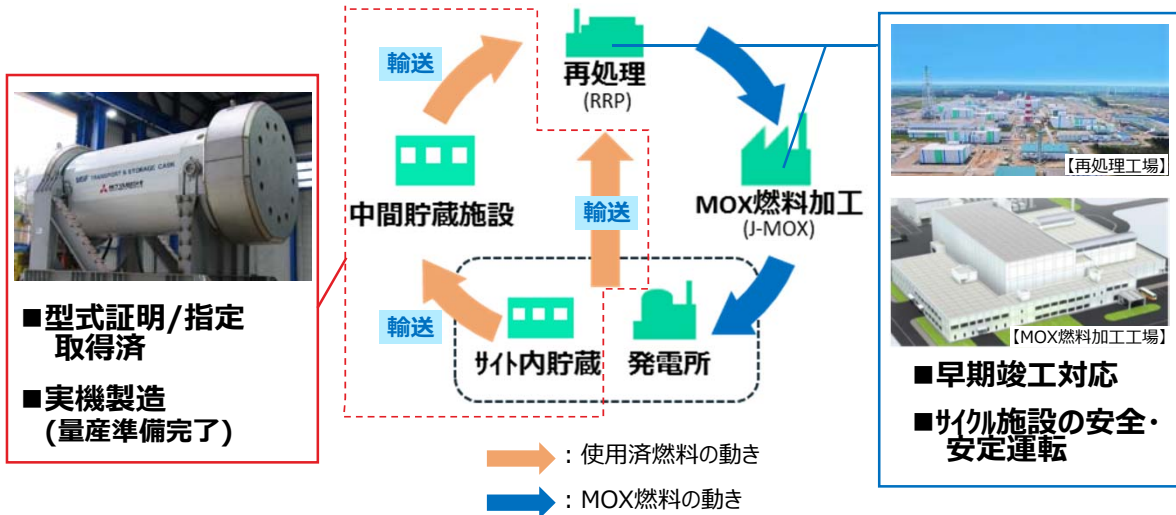 輸送
再処理
(RRP)
【再処理工場】
MSF TRANSPORT & STORAGE CASK
MITSUBISHI
中間貯蔵施設
輸送
MOX燃料加工
(J-MOX)
■型式証明/指定
取得済
■実機製造
(量産準備完了)
輸送
サイト内貯蔵
発電所
【MOX燃料加工工場】
■早期竣工対応
■サイクル施設の安全・
安定運転
：使用済燃料の動き
：MOX燃料の動き